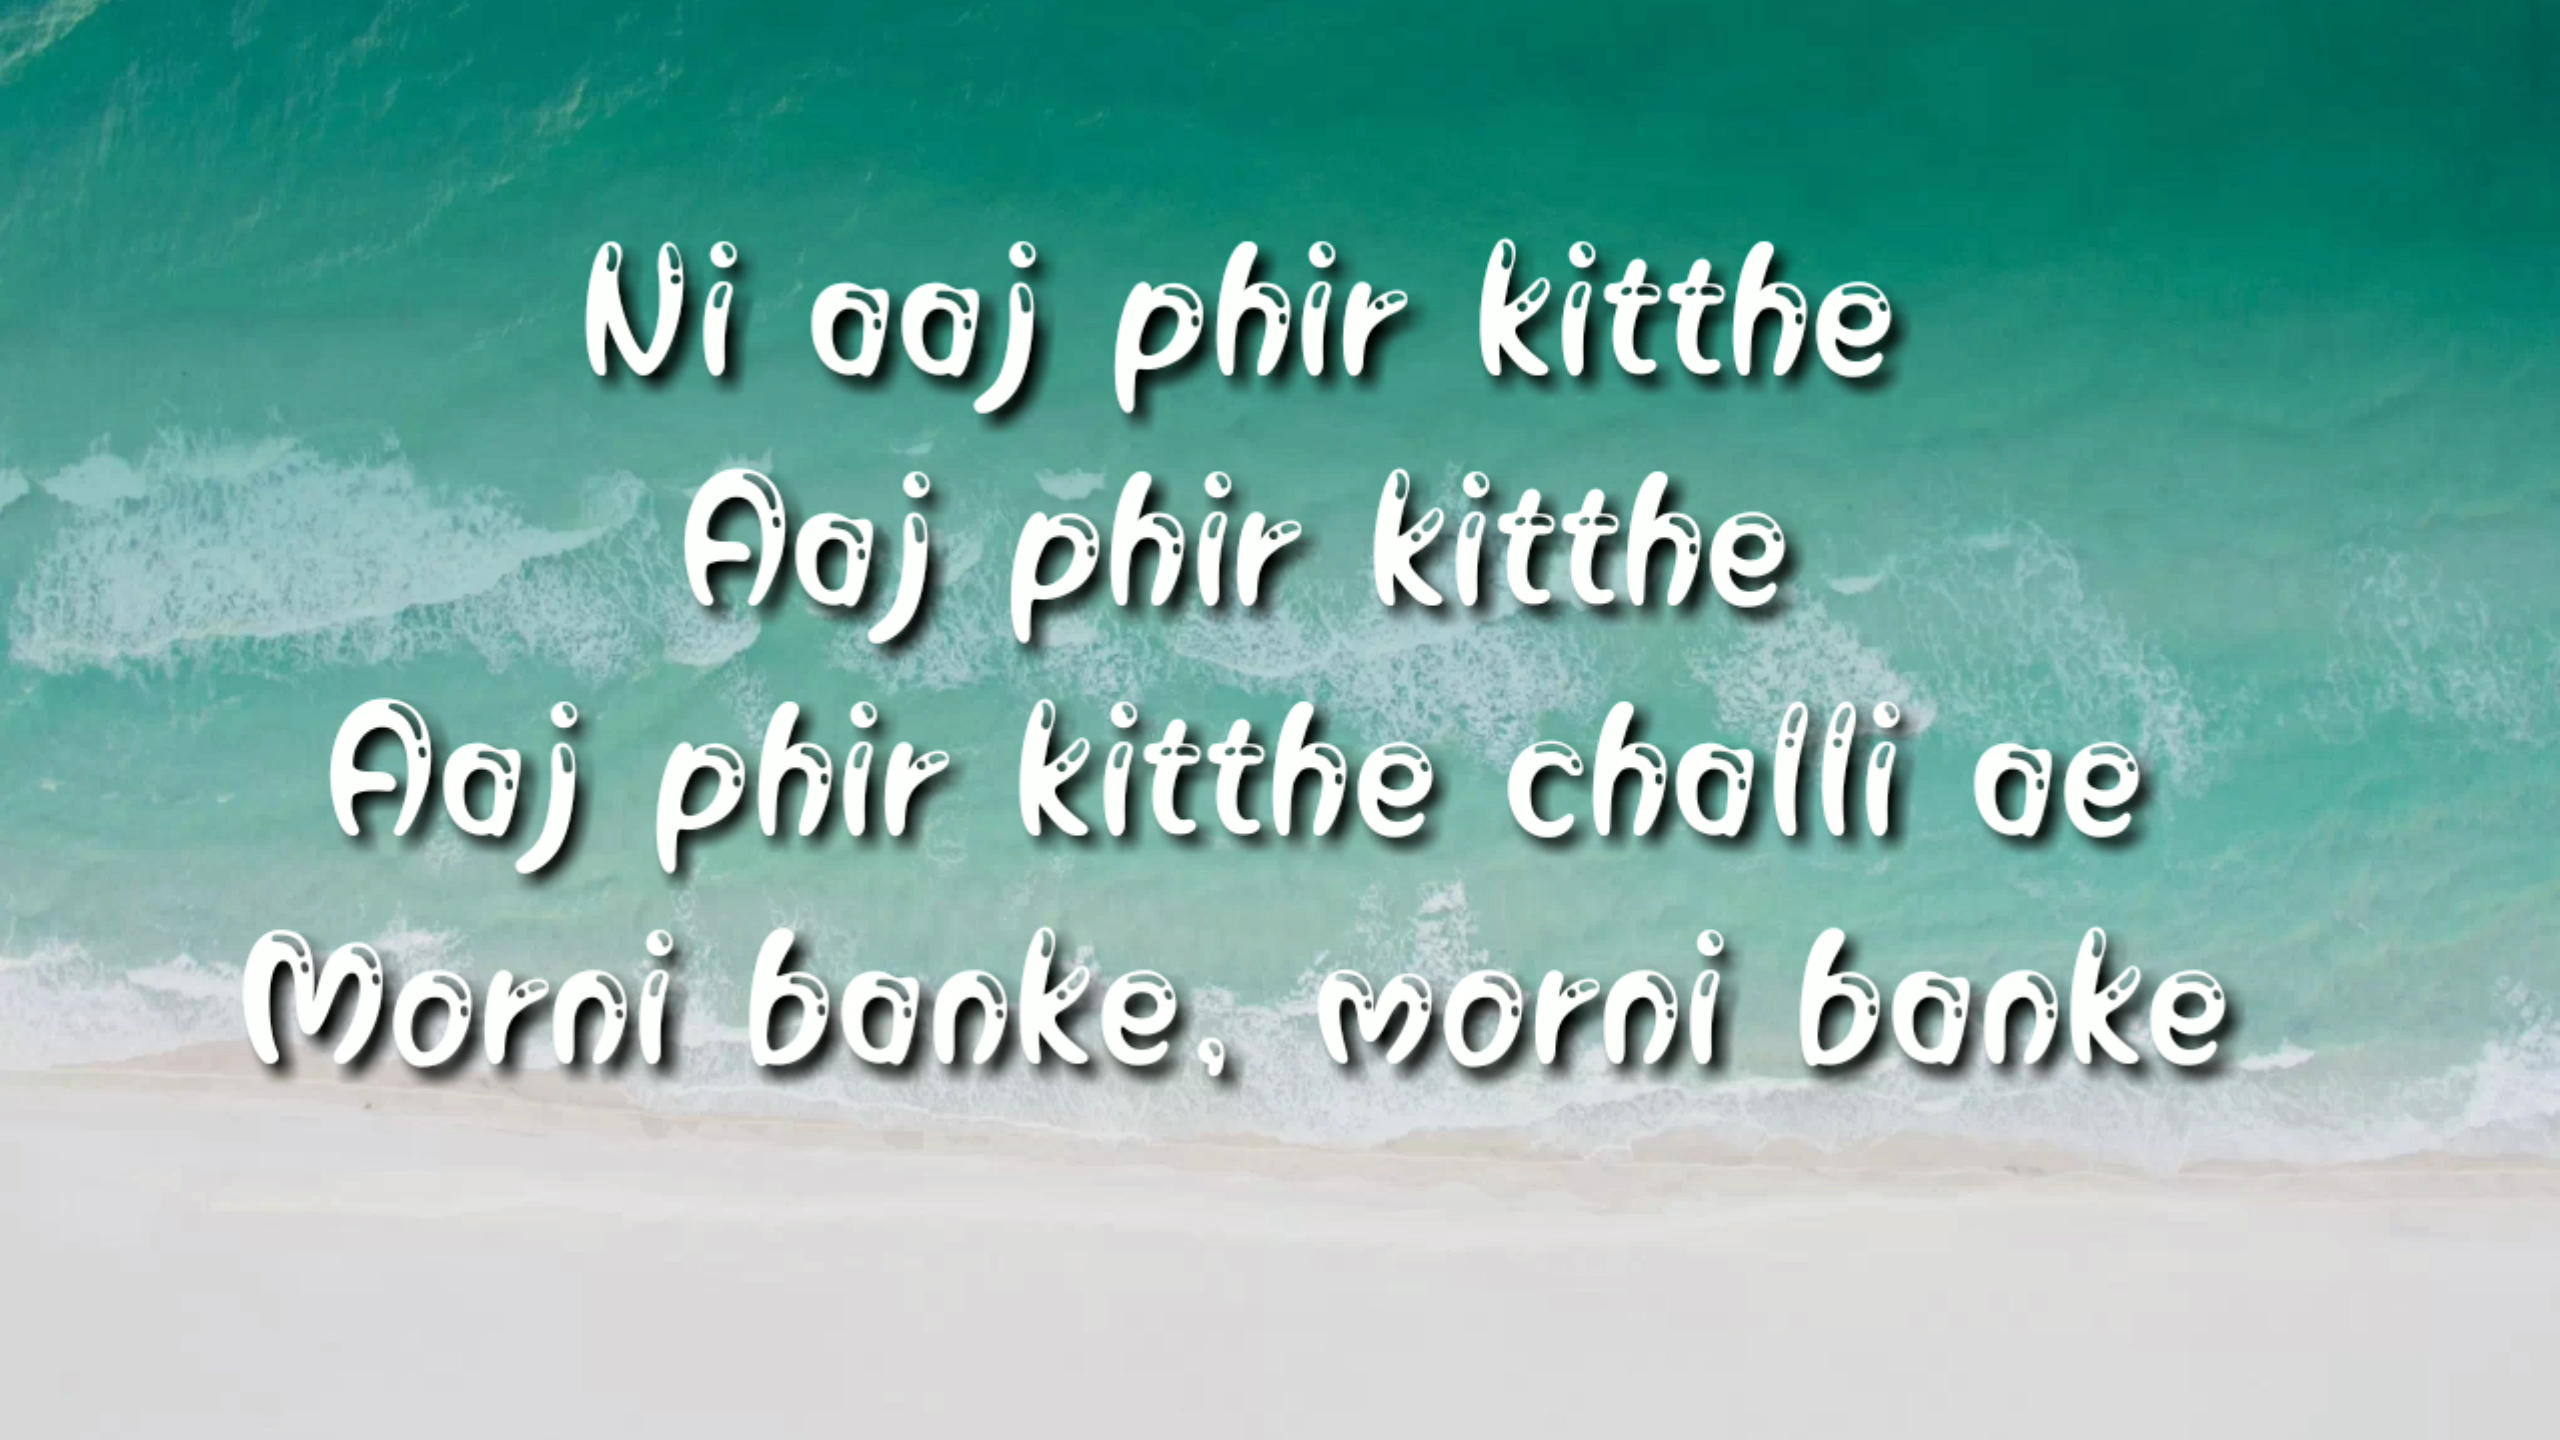 Ni aaj phir kitthe
Aaj phir kitthe
Aaj phir kitthe challi ae
Morni banke, morni banke